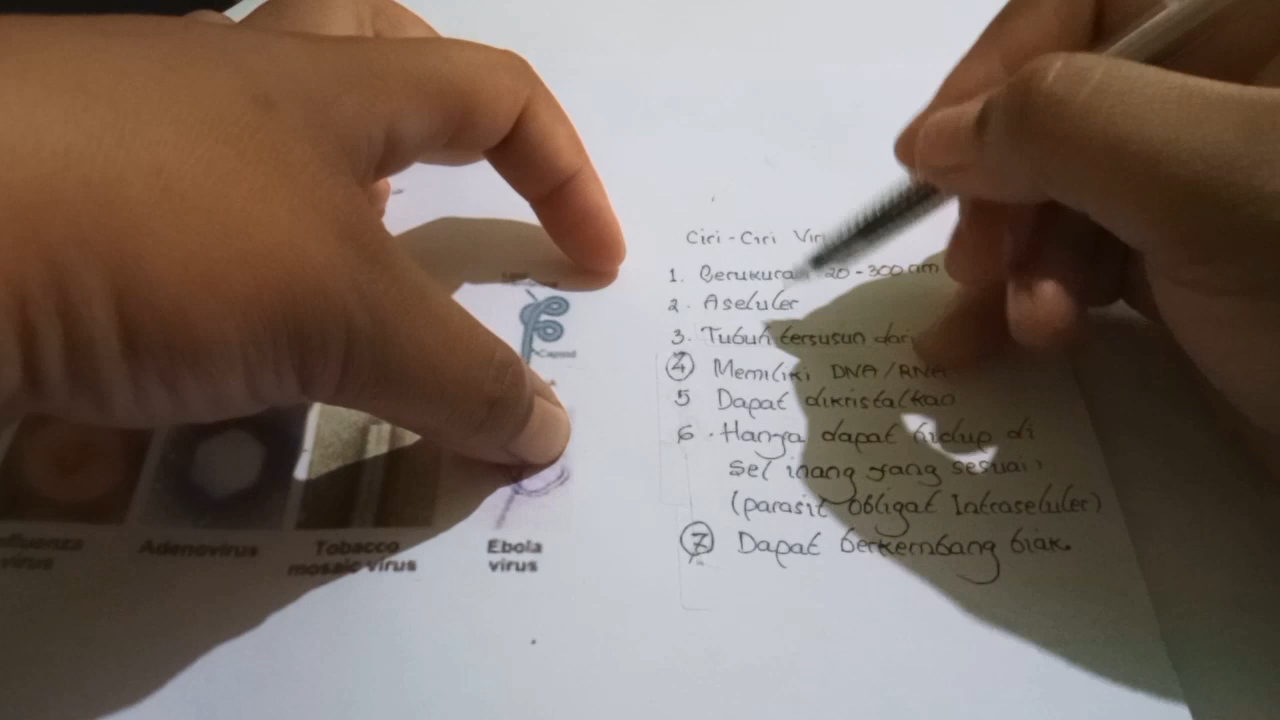 Capsid
virus
Adenovirus
Tobacco
mosaic virus
Ebola
virus
Ciri-Ciri
1. Berukuran 20-300 nm
2. Aseluler
3. Tubuh tersusun dari
4 Memiliki DNA/RNA
5 Dapat dikristalkan
6. Hanya dapat hidup di
sel inang yang sesuai
(parasit obligat Intraseluler)
7 Dapat berkembang biak.